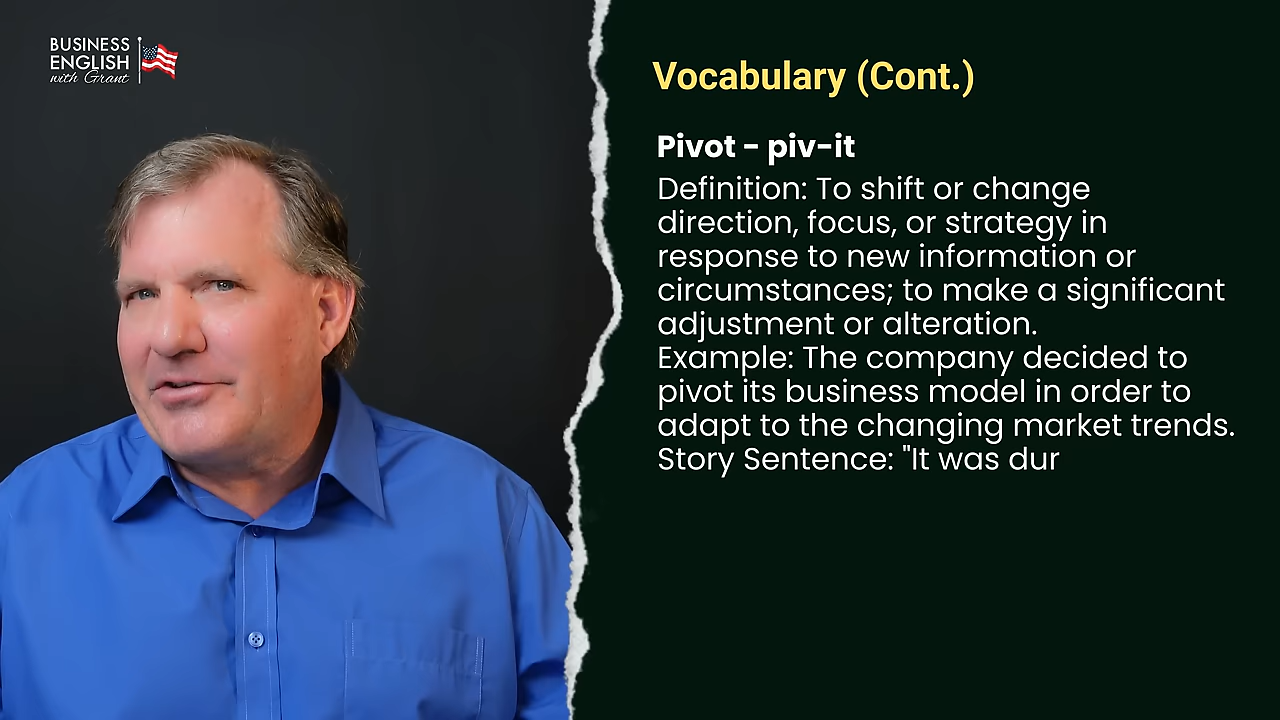 BUSINESS
ENGLISH
with Grant
Vocabulary (Cont.)
Pivot - piv-it
Definition: To shift or change
direction, focus, or strategy in
response to new information or
circumstances; to make a significant
adjustment or alteration.
Example: The company decided to
pivot its business model in order to
adapt to the changing market trends.
Story Sentence: "It was dur